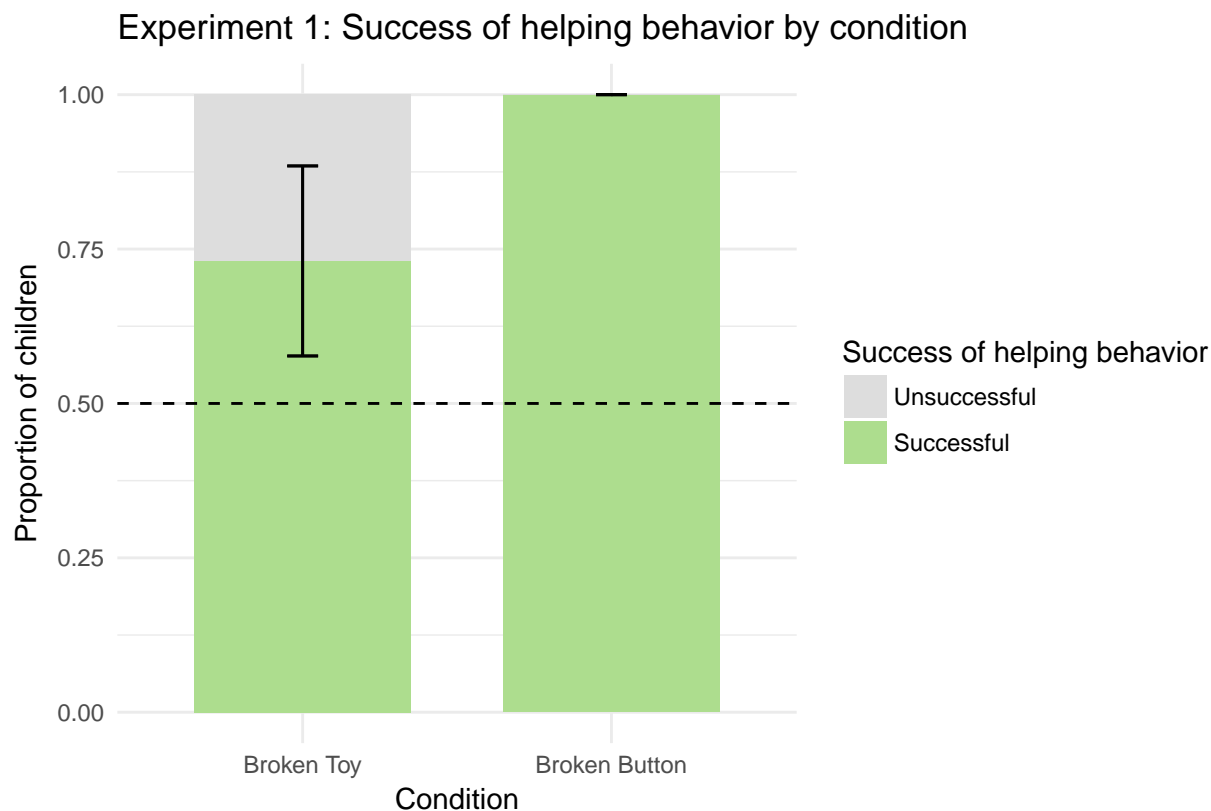 Experiment 1: Success of helping behavior by condition
1.00
0.75
0.50
0.25
0.00
Proportion of children
Broken Toy
Broken Button
Condition
Success of helping behavior
Unsuccessful
Successful